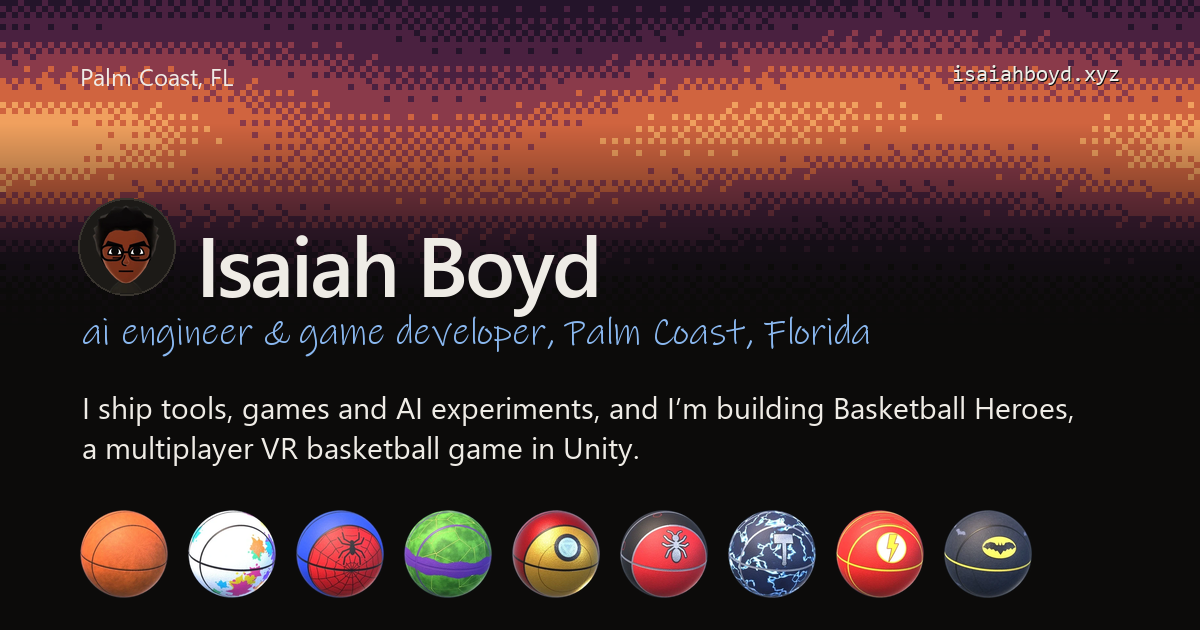 Palm Coast, FL
isaiahboyd.xyz
Isaiah Boyd
ai engineer & game developer, Palm Coast, Florida
I ship tools, games and AI experiments, and I’m building Basketball Heroes,
a multiplayer VR basketball game in Unity.